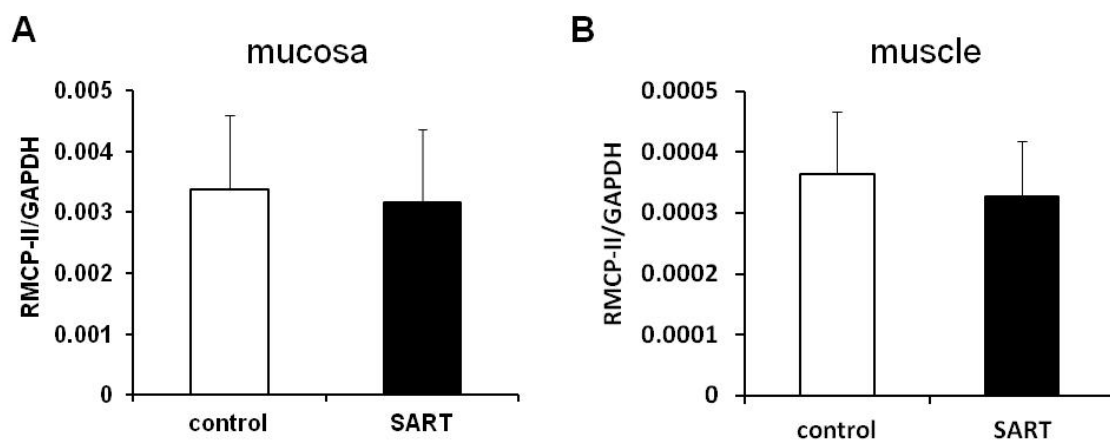 A
mucosa
RMCP-II/GAPDH
0.005
0.004
0.003
0.002
0.001
0
control SART
B
muscle
RMCP-II/GAPDH
0.0005
0.0004
0.0003
0.0002
0.0001
0
control SART